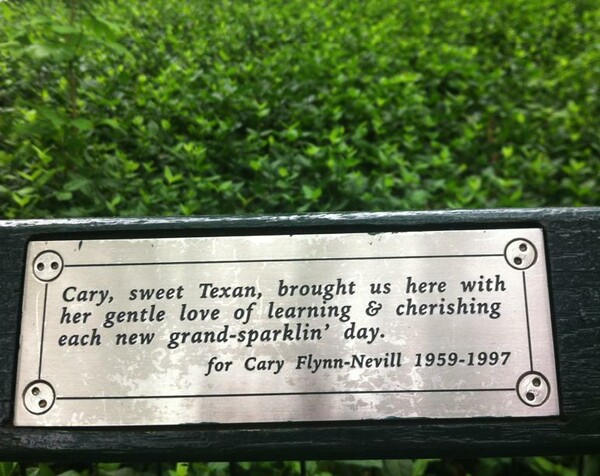 Cary, sweet Texan, brought us here with
her gentle love of learning & cherishing
each new grand-sparklin' day.
for Cary Flynn-Nevill 1959-1997